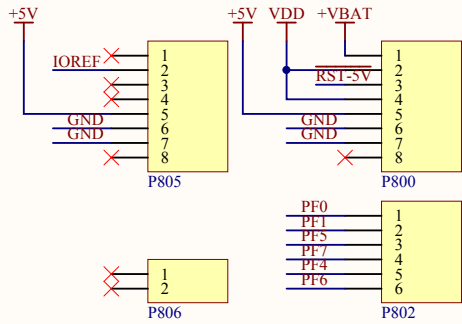 +5V
+5V VDD +VBAT
1
IOREF 2
3
4
5
GND 6
GND 7
8
P805
1
2
RST-5V 3
4
5
GND 6
GND 7
8
P800
1
2
P806
PF0 1
PF1 2
PF5 3
PF7 4
PF4 5
PF6 6
P802